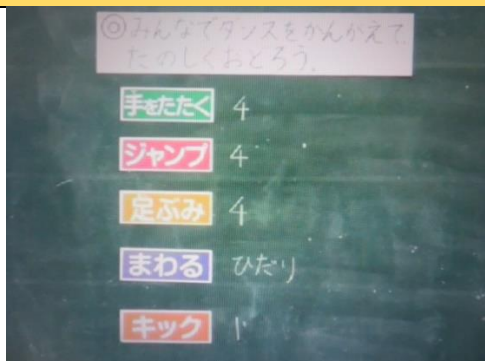 ◎みんなでダンスをかんがえて、
たのしくおどろう。
手をたたく 4
ジャンプ 4
足ぶみ 4
まわる ひだり
キック 1